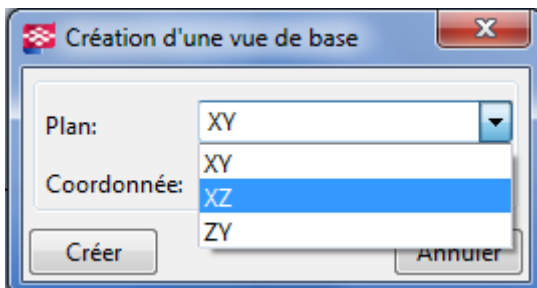 Création d'une vue de base
Plan: XY
XY
Coordonnée: XZ
ZY
Créer Annuler